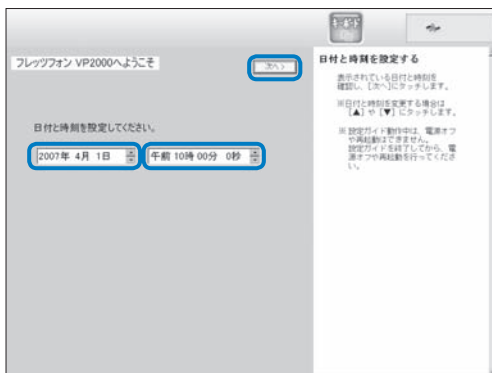 フレッツフォン VP2000へようこそ
次へ>
日付と時刻を設定してください。
2007年 4月 1日
午前 10時 00分 0秒
日付と時刻を設定する
表示されている日付と時刻を
確認し、[次へ]にタッチします。
※日付と時刻を変更する場合は
[▲] や [▼] にタッチします。
※ 設定ガイド動作中は、電源オフ
や再起動はできません。
設定ガイドを終了してから、電
源オフや再起動を行ってくださ
い。